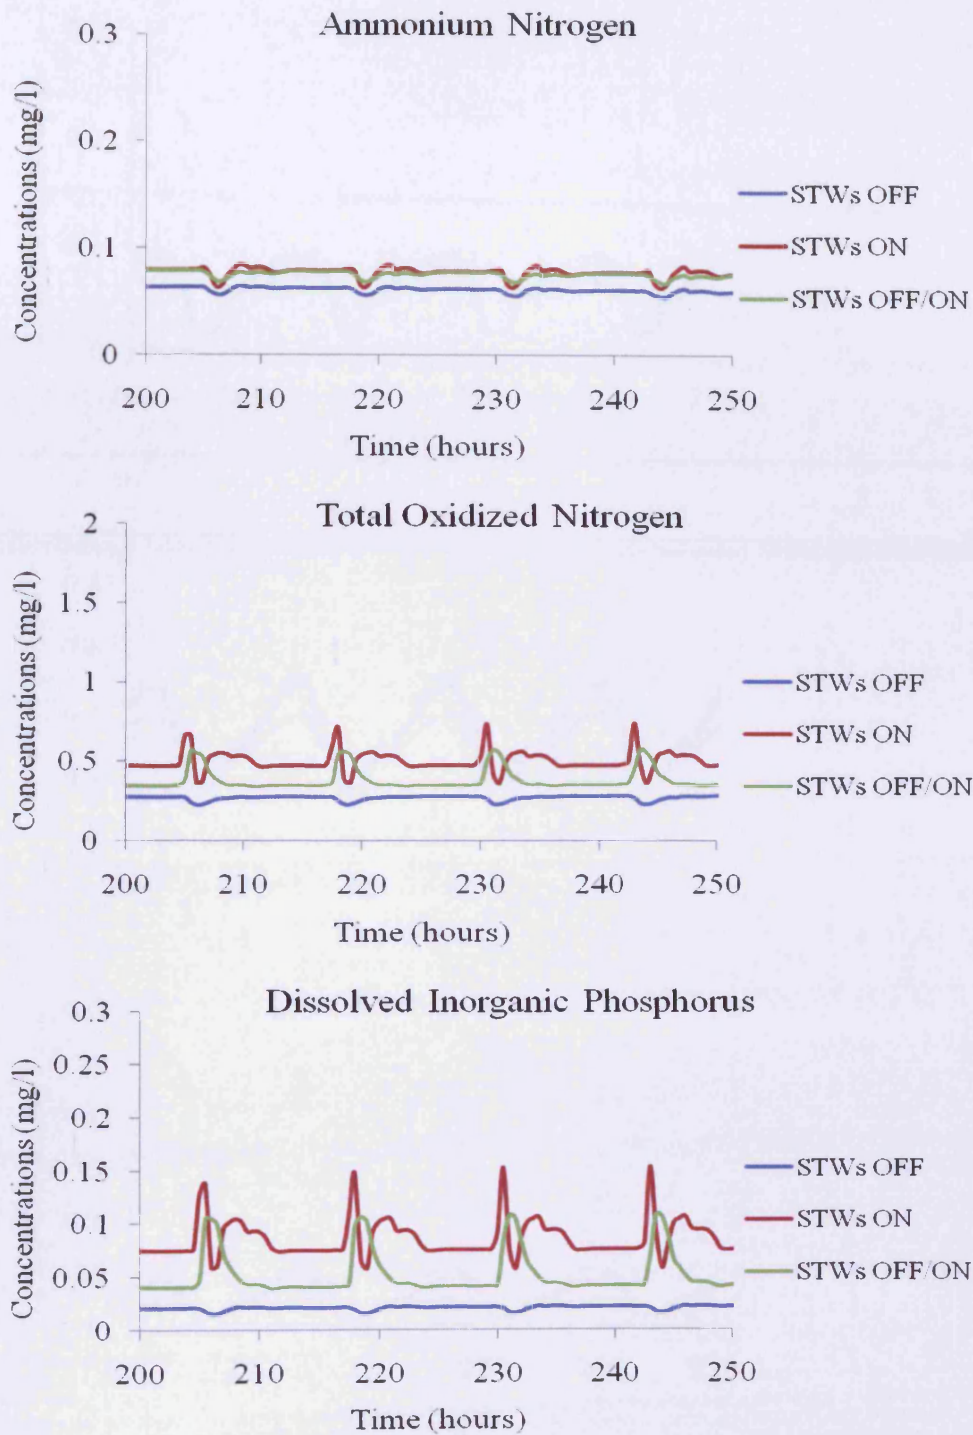 Ammonium Nitrogen
Concentrations (mg/l)
0.3
0.2
0.1
0
200 210 220 230 240 250
Time (hours)
STWs OFF
STWs ON
STWs OFF/ON
Total Oxidized Nitrogen
Concentrations (mg/l)
2
1.5
1
0.5
0
200 210 220 230 240 250
Time (hours)
STWs OFF
STWs ON
STWs OFF/ON
Dissolved Inorganic Phosphorus
Concentrations (mg/l)
0.3
0.25
0.2
0.15
0.1
0.05
0
200 210 220 230 240 250
Time (hours)
STWs OFF
STWs ON
STWs OFF/ON